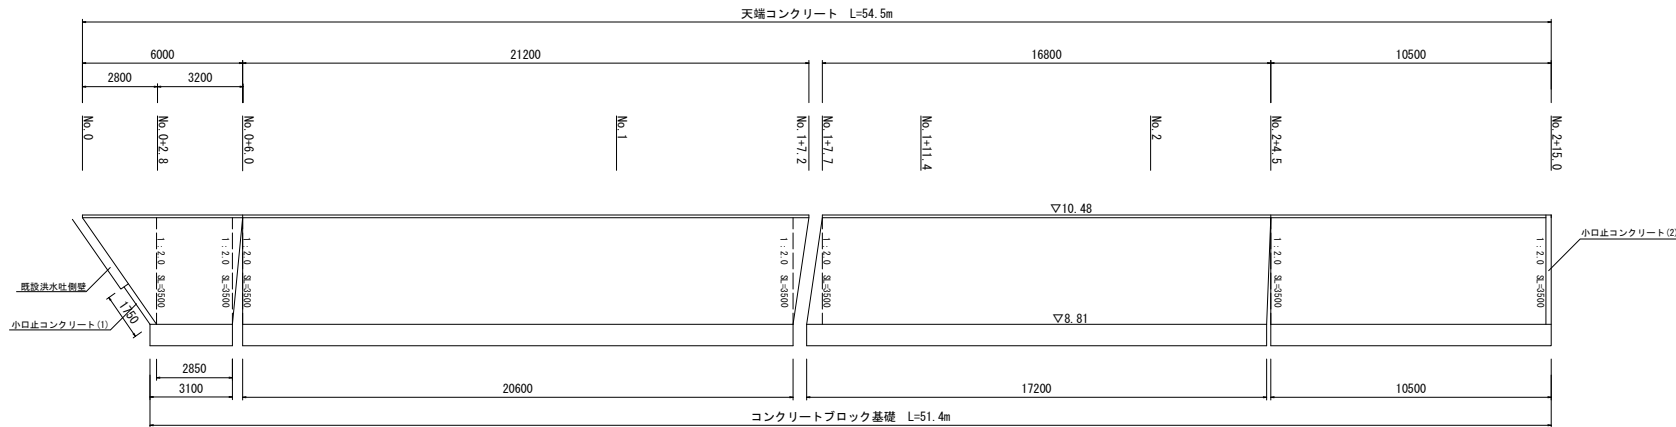 天端コンクリート L=54.5m
6000
21200
16800
10500
2800
3200
No.0
No.0+2.8
No.0+6.0
No.1
No.1+7.2
No.1+7.7
No.1+11.4
No.2
No.2+4.5
No.2+15.0
▽10.48
1:2.0 SL=3500
1:2.0 SL=3500
1:2.0 SL=3500
1:2.0 SL=3500
1:2.0 SL=3500
1:2.0 SL=3500
1:2.0 SL=3500
小口止コンクリート(2)
既設洪水吐側壁
1750
小口止コンクリート(1)
▽8.81
2850
3100
20600
17200
10500
コンクリートブロック基礎 L=51.4m